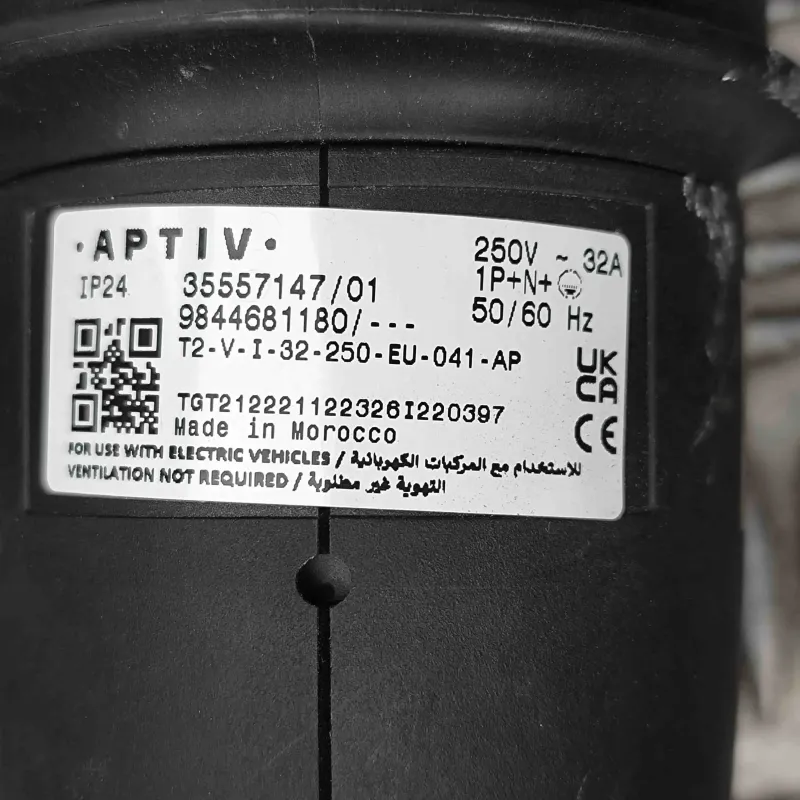 ·APTIV·
IP24
35557147/01
9844681180/---
250V ~ 32A
1P+N+⏚
50/60 Hz
T2-V-I-32-250-EU-041-AP
UK
CA
TGT212221122326I220397
Made in Morocco
CE
FOR USE WITH ELECTRIC VEHICLES / للاستخدام مع المركبات الكهربائية
VENTILATION NOT REQUIRED / التهوية غير مطلوبة